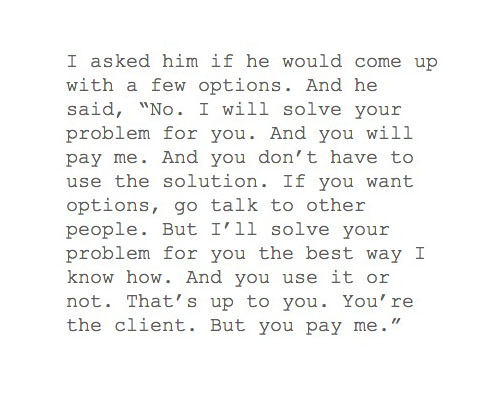 I asked him if he would come up
with a few options. And he
said, “No. I will solve your
problem for you. And you will
pay me. And you don’t have to
use the solution. If you want
options, go talk to other
people. But I’ll solve your
problem for you the best way I
know how. And you use it or
not. That’s up to you. You’re
the client. But you pay me.”